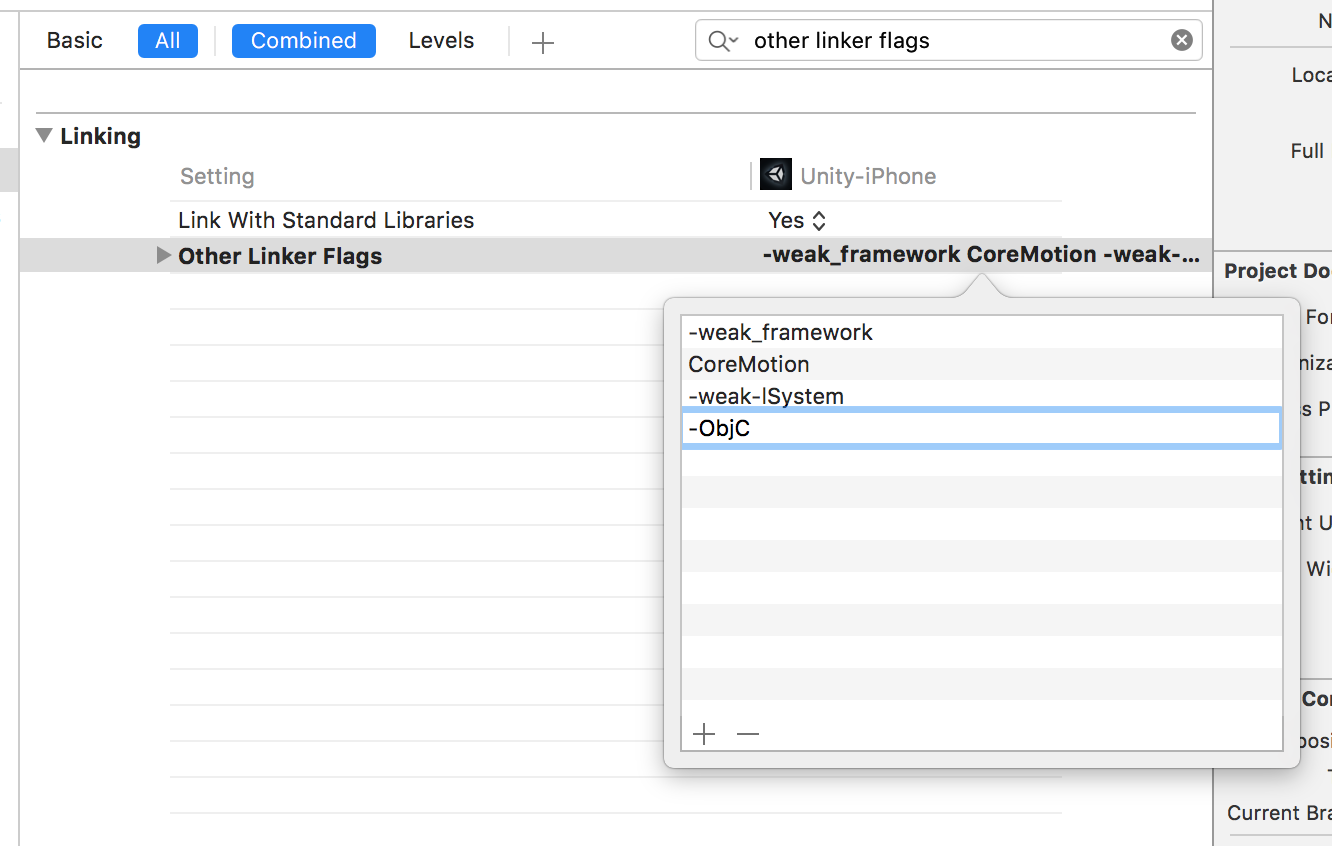 Basic All Combined Levels
other linker flags
Linking
Setting Unity-iPhone
Link With Standard Libraries Yes
Other Linker Flags -weak_framework CoreMotion -weak-...
-weak_framework
CoreMotion
-weak-lSystem
-ObjC
N
Loca
Full
Project Do
For
niza
s P
ttin
nt U
Wi
Cor
posi
Current Bra